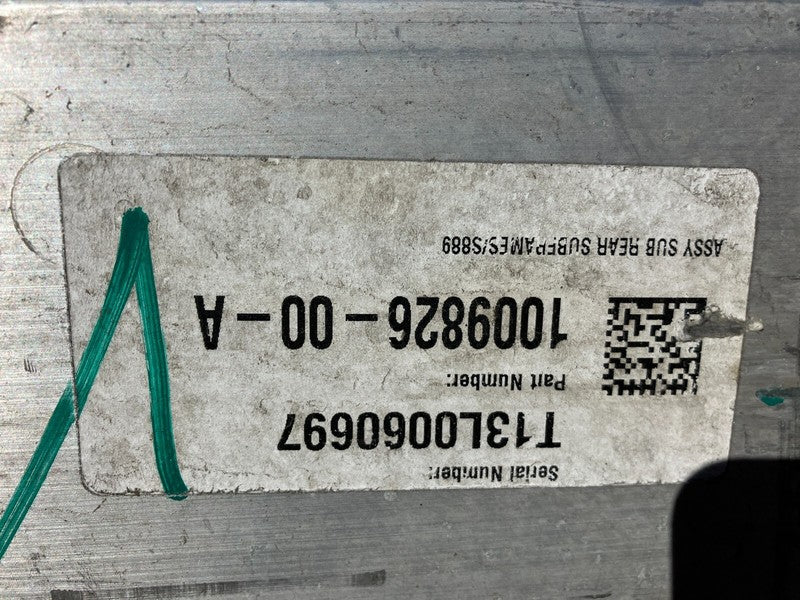 Serial Number:
T13L0060697
Part Number:
1009826-00-A
ASSY SUB REAR SUBFRAMES/S889